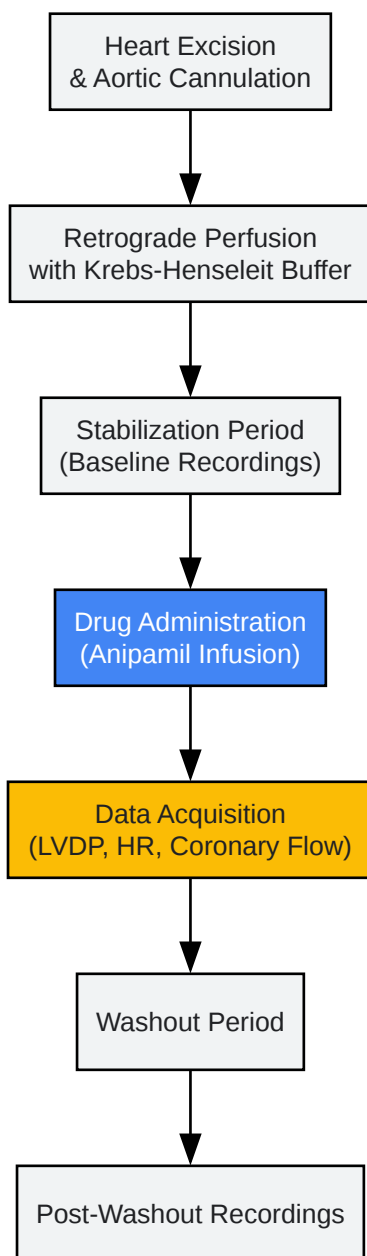 Heart Excision
& Aortic Cannulation
Retrograde Perfusion
with Krebs-Henseleit Buffer
Stabilization Period
(Baseline Recordings)
Drug Administration
(Anipamil Infusion)
Data Acquisition
(LVDP, HR, Coronary Flow)
Washout Period
Post-Washout Recordings